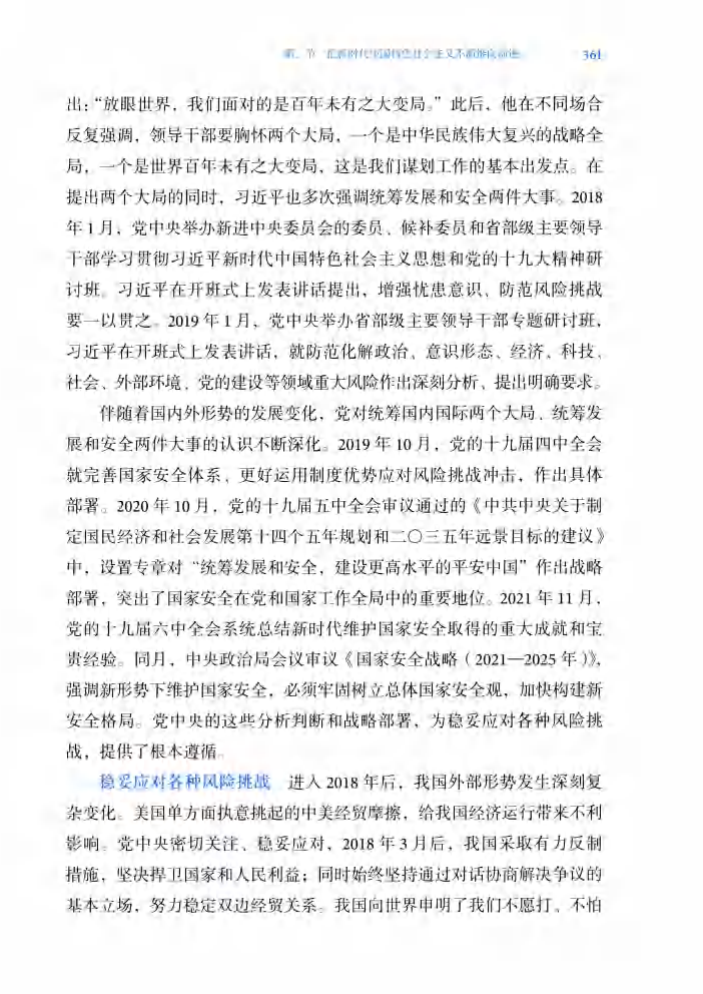 361
出：“放眼世界，我们面对的是百年未有之大变局。”此后，他在不同场合
反复强调，领导干部要胸怀两个大局，一个是中华民族伟大复兴的战略全
局，一个是世界百年未有之大变局，这是我们谋划工作的基本出发点。在
提出两个大局的同时，习近平也多次强调统筹发展和安全两件大事。2018
年1月，党中央举办新进中央委员会的委员、候补委员和省部级主要领导
干部学习贯彻习近平新时代中国特色社会主义思想和党的十九大精神研
讨班。习近平在开班式上发表讲话提出，增强忧患意识、防范风险挑战
要一以贯之。2019年1月，党中央举办省部级主要领导干部专题研讨班，
习近平在开班式上发表讲话，就防范化解政治、意识形态、经济、科技、
社会、外部环境、党的建设等领域重大风险作出深刻分析、提出明确要求。
伴随着国内外形势的发展变化，党对统筹国内国际两个大局、统筹发
展和安全两件大事的认识不断深化。2019年10月，党的十九届四中全会
就完善国家安全体系、更好运用制度优势应对风险挑战冲击，作出具体
部署。2020年10月，党的十九届五中全会审议通过的《中共中央关于制
定国民经济和社会发展第十四个五年规划和二〇三五年远景目标的建议》
中，设置专章对“统筹发展和安全，建设更高水平的平安中国”作出战略
部署，突出了国家安全在党和国家工作全局中的重要地位。2021年11月，
党的十九届六中全会系统总结新时代维护国家安全取得的重大成就和宝
贵经验。同月，中央政治局会议审议《国家安全战略（2021—2025年）》，
强调新形势下维护国家安全，必须牢固树立总体国家安全观，加快构建新
安全格局。党中央的这些分析判断和战略部署，为稳妥应对各种风险挑
战，提供了根本遵循。
稳妥应对各种风险挑战 进入2018年后，我国外部形势发生深刻复
杂变化。美国单方面执意挑起的中美经贸摩擦，给我国经济运行带来不利
影响。党中央密切关注、稳妥应对，2018年3月后，我国采取有力反制
措施，坚决捍卫国家和人民利益；同时始终坚持通过对话协商解决争议的
基本立场，努力稳定双边经贸关系。我国向世界申明了我们不愿打、不怕